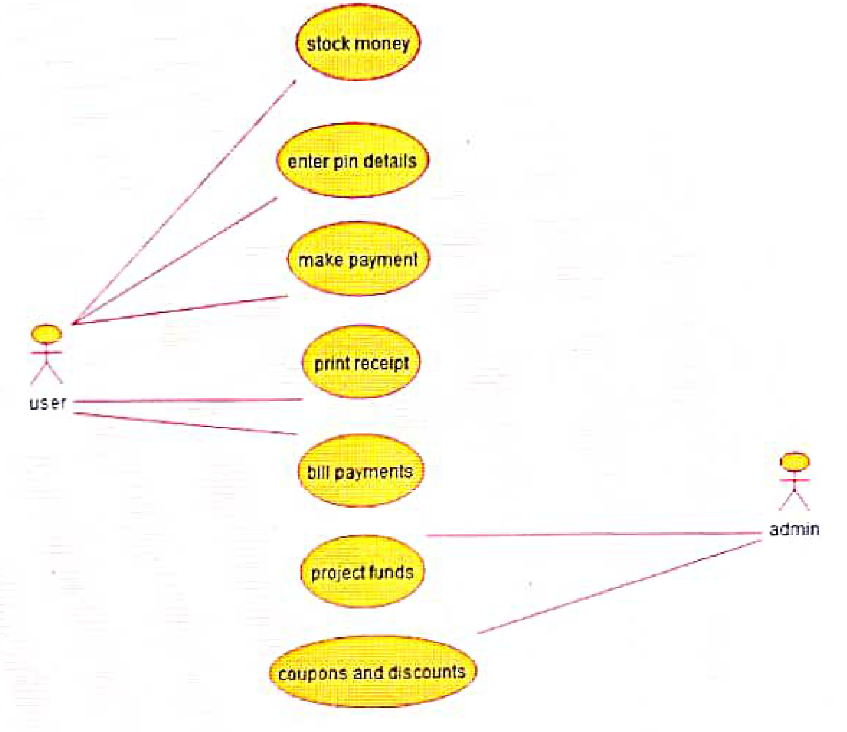 stock money
enter pin details
make payment
print receipt
user
bill payments
admin
project funds
coupons and discounts